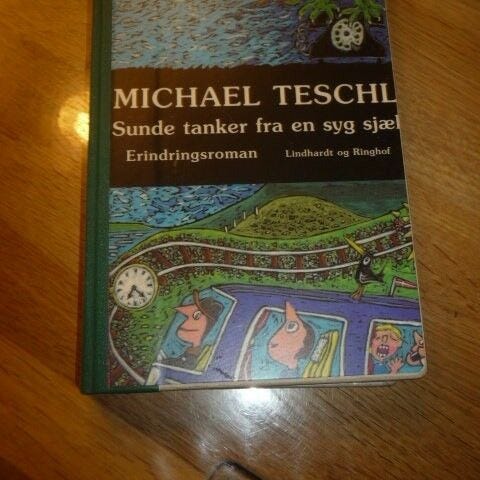 MICHAEL TESCHL
Sunde tanker fra en syg sjæl
Erindringsroman
Lindhardt og Ringhof